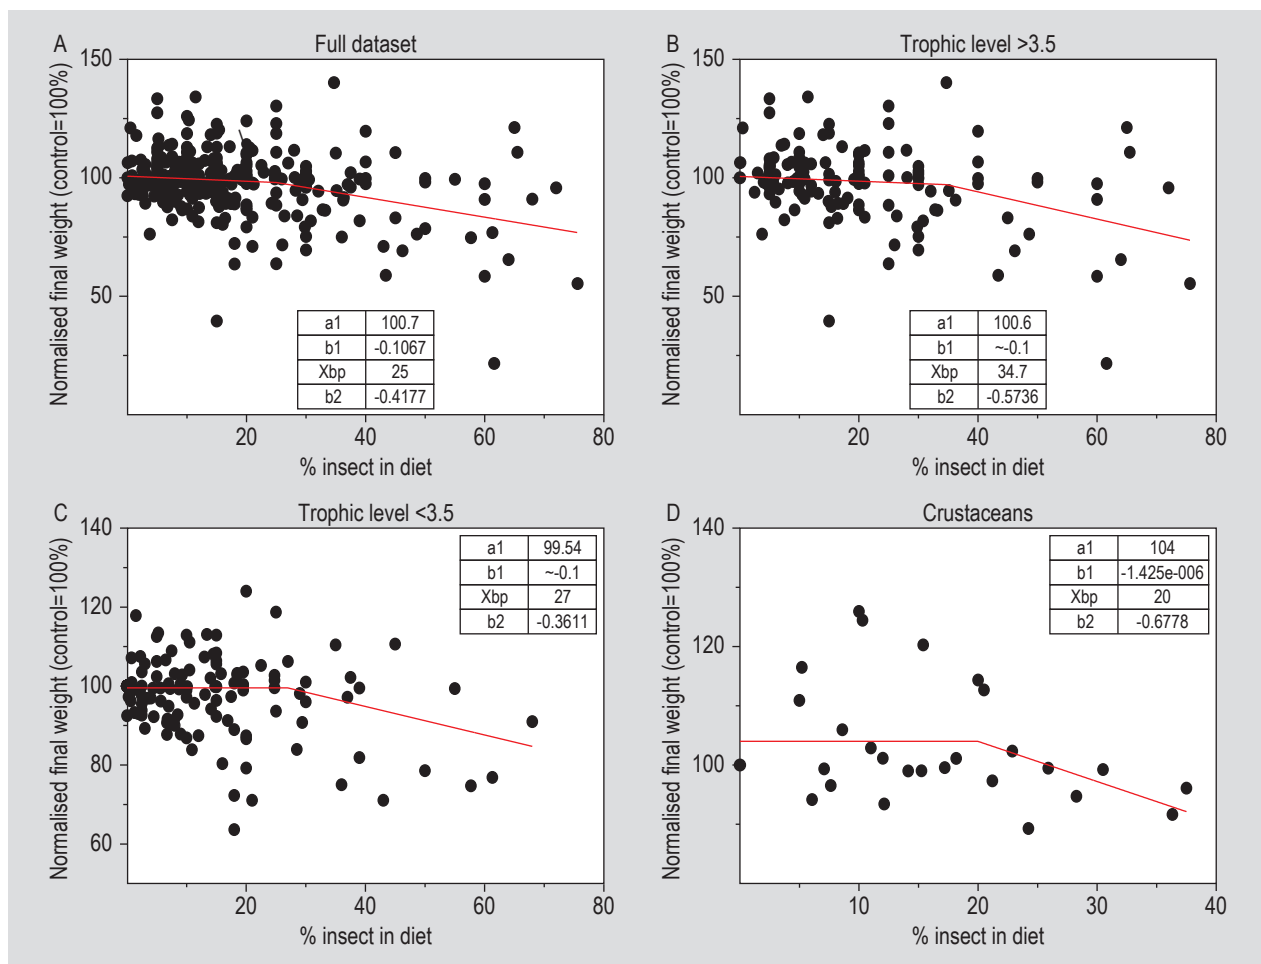 A Full dataset
150
100
50
20 40 60 80
Normalised final weight (control=100%)
% insect in diet
a1 100.7
b1 -0.1067
Xbp 25
b2 -0.4177
B Trophic level >3.5
150
100
50
20 40 60 80
Normalised final weight (control=100%)
% insect in diet
a1 100.6
b1 ~-0.1
Xbp 34.7
b2 -0.5736
C Trophic level <3.5
140
120
100
80
60
20 40 60 80
Normalised final weight (control=100%)
% insect in diet
a1 99.54
b1 ~-0.1
Xbp 27
b2 -0.3611
D Crustaceans
140
120
100
10 20 30 40
Normalised final weight (control=100%)
% insect in diet
a1 104
b1 -1.425e-006
Xbp 20
b2 -0.6778